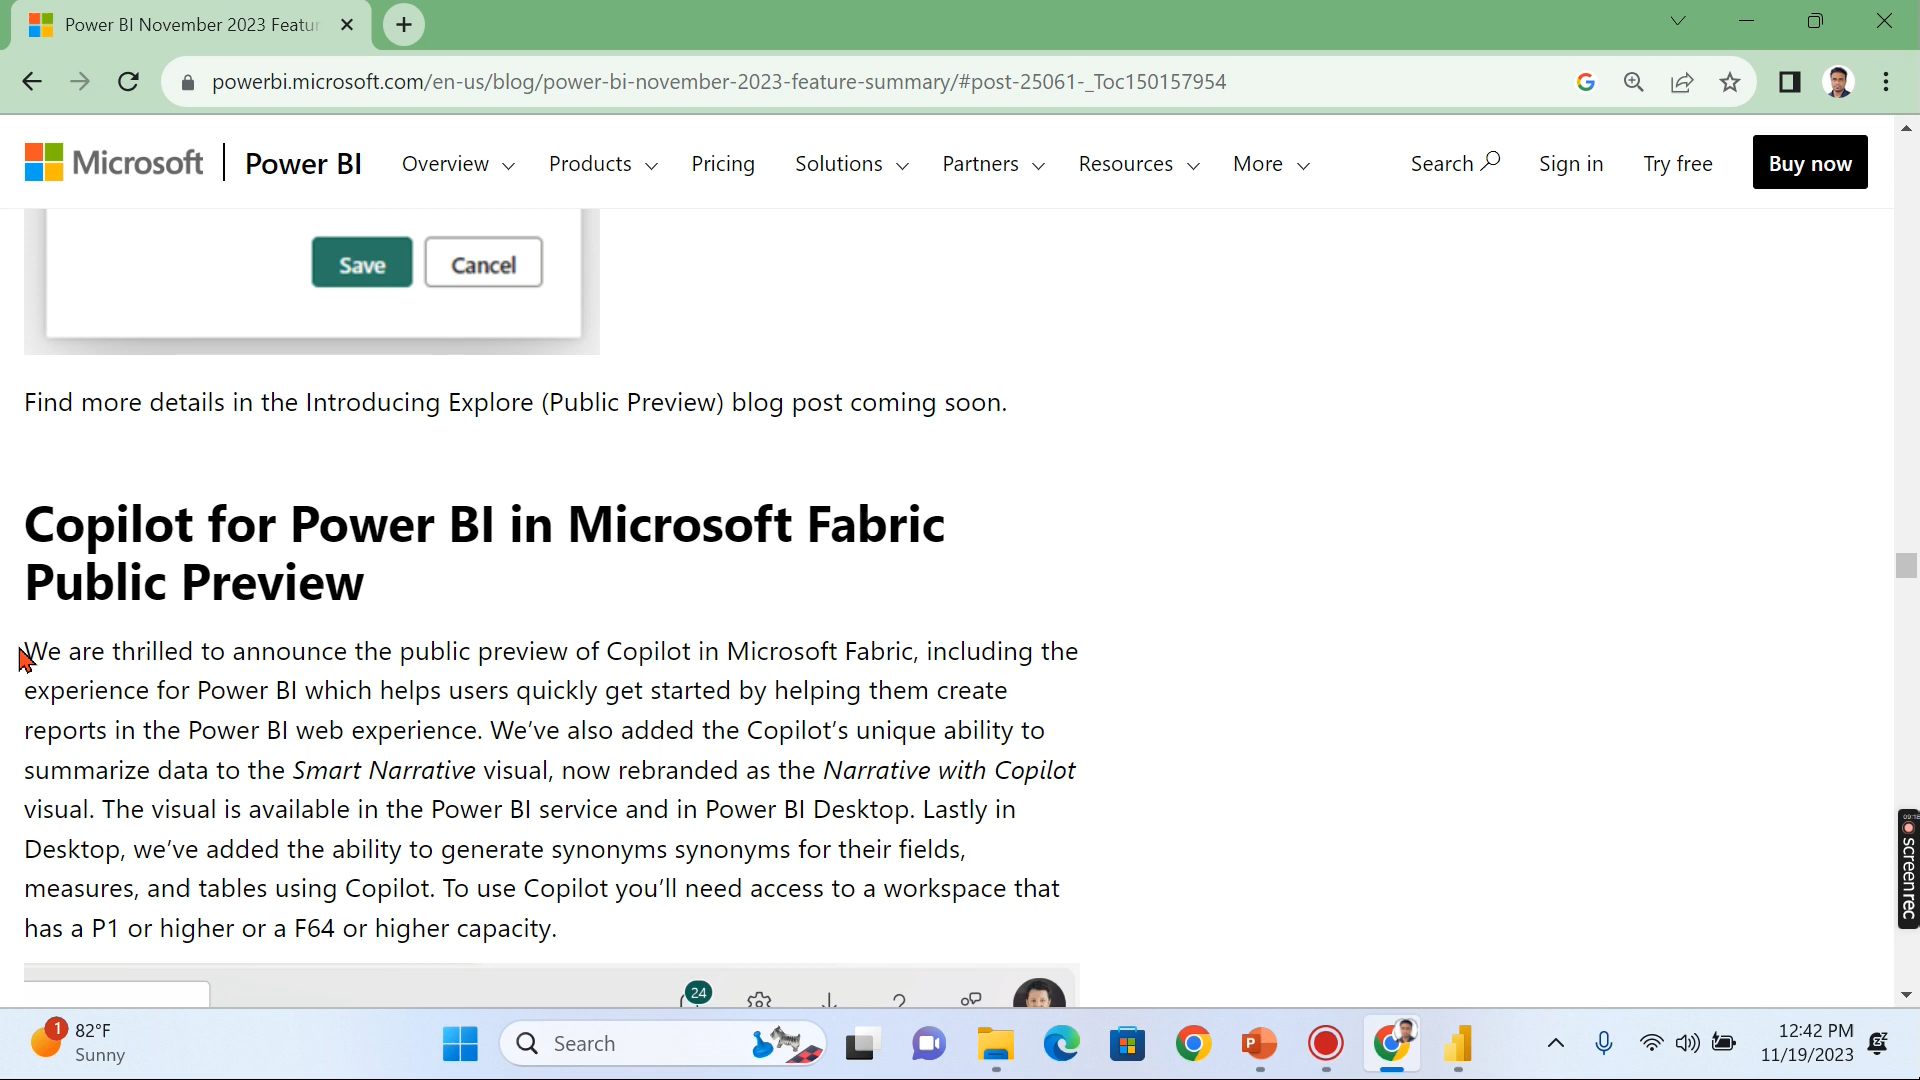 Power BI November 2023 Featur
powerbi.microsoft.com/en-us/blog/power-bi-november-2023-feature-summary/#post-25061-_Toc150157954
Microsoft Power BI Overview Products Pricing Solutions Partners Resources More Search Sign in Try free Buy now
Save Cancel
Find more details in the Introducing Explore (Public Preview) blog post coming soon.
Copilot for Power BI in Microsoft Fabric
Public Preview
We are thrilled to announce the public preview of Copilot in Microsoft Fabric, including the
experience for Power BI which helps users quickly get started by helping them create
reports in the Power BI web experience. We've also added the Copilot's unique ability to
summarize data to the Smart Narrative visual, now rebranded as the Narrative with Copilot
visual. The visual is available in the Power BI service and in Power BI Desktop. Lastly in
Desktop, we've added the ability to generate synonyms synonyms for their fields,
measures, and tables using Copilot. To use Copilot you'll need access to a workspace that
has a P1 or higher or a F64 or higher capacity.
24
screenrec
1 82°F
Sunny
Search
12:42 PM
11/19/2023